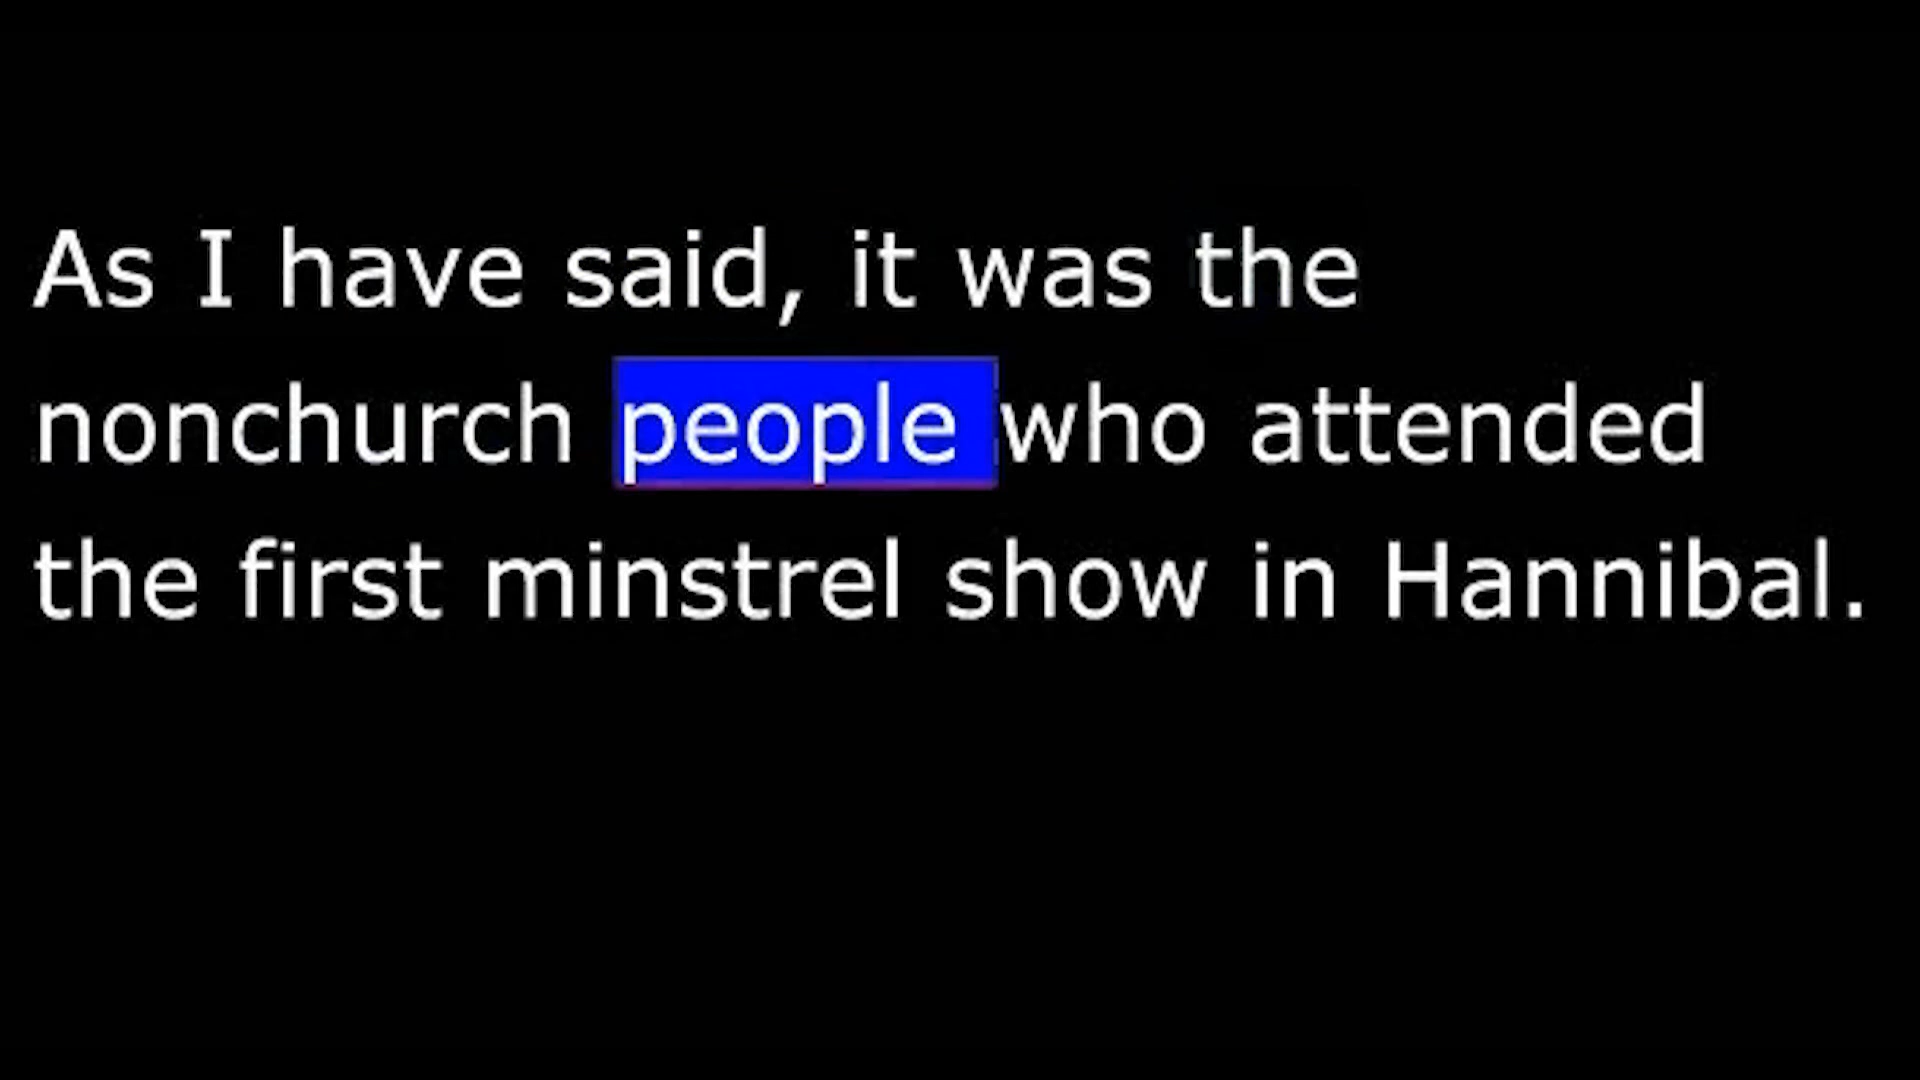 As I have said, it was the
nonchurch people who attended
the first minstrel show in Hannibal.